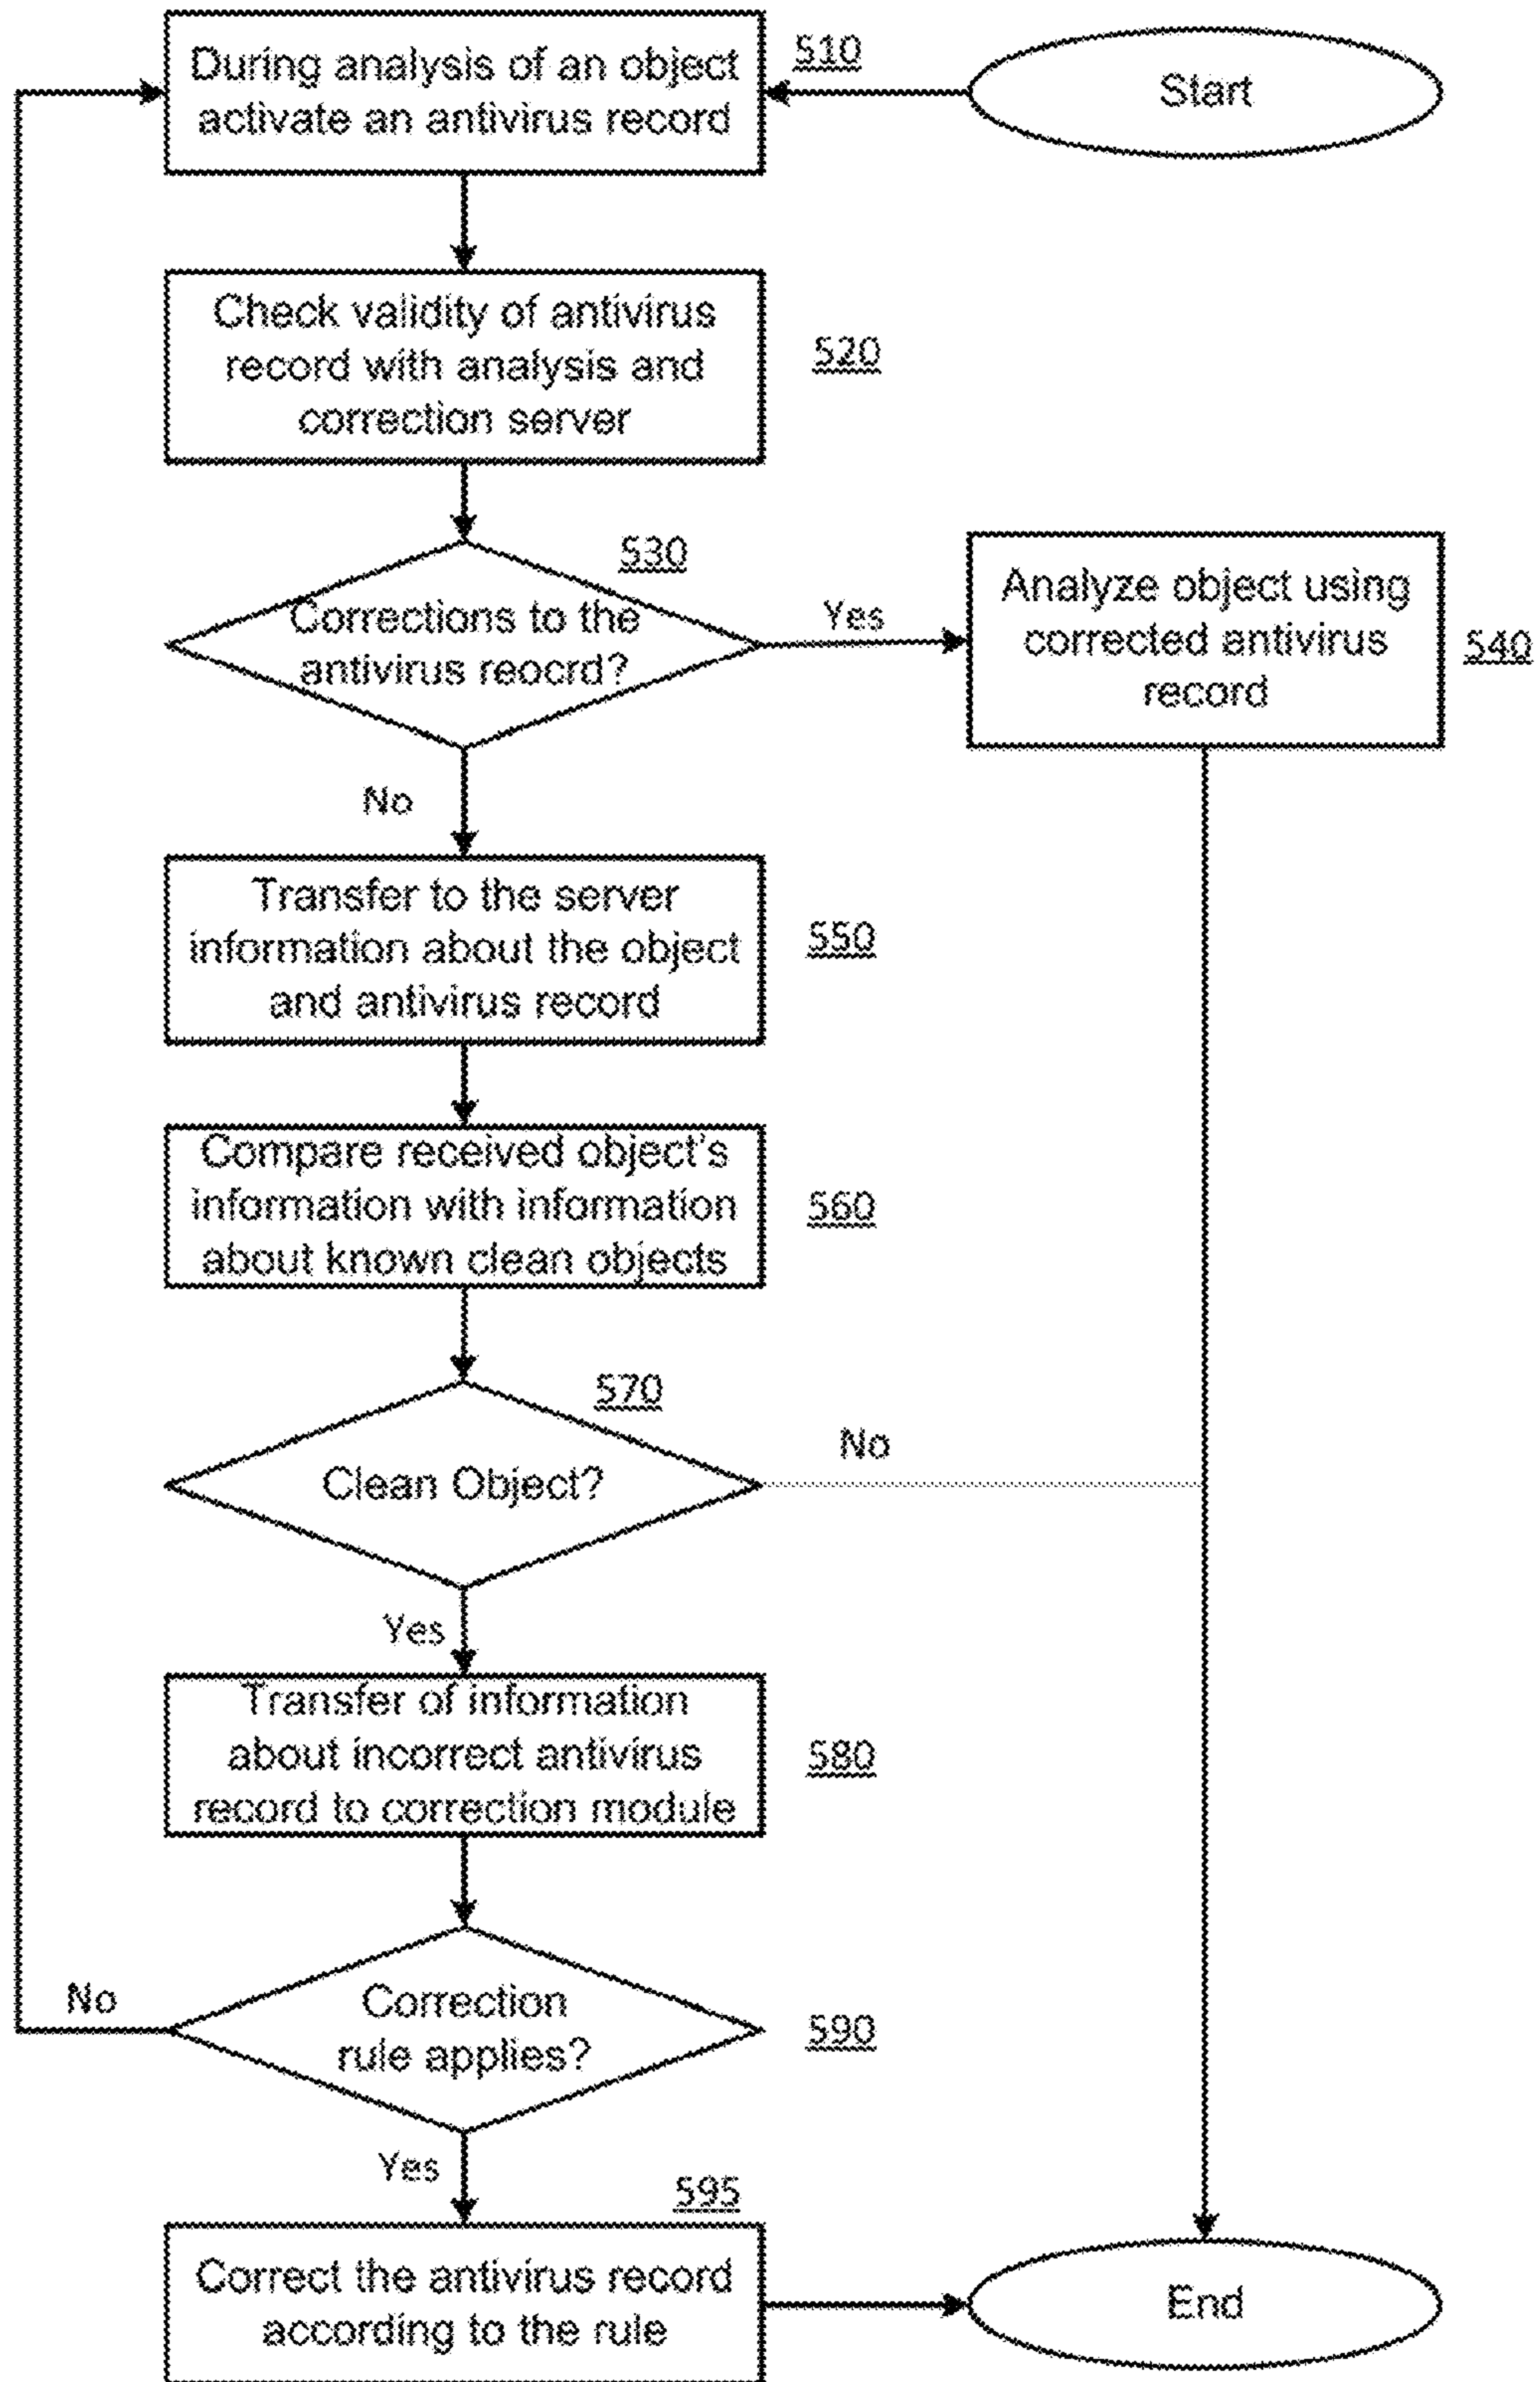 During analysis of an object
activate an antivirus record
510
Start
Check validity of antivirus
record with analysis and
correction server
520
530
Corrections to the
antivirus reocrd?
Yes
Analyze object using
corrected antivirus
record
540
No
Transfer to the server
information about the object
and antivirus record
550
Compare received object's
information with information
about known clean objects
560
570
Clean Object?
No
Yes
Transfer of information
about incorrect antivirus
record to correction module
580
No
Correction
rule applies?
590
Yes
595
Correct the antivirus record
according to the rule
End